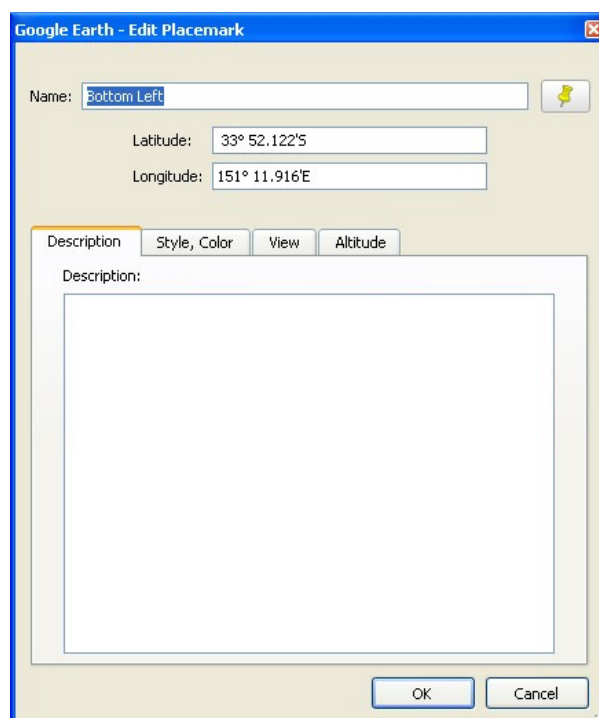 Google Earth - Edit Placemark
Name: Bottom Left
Latitude: 33° 52.122'S
Longitude: 151° 11.916'E
Description Style, Color View Altitude
Description:
OK Cancel